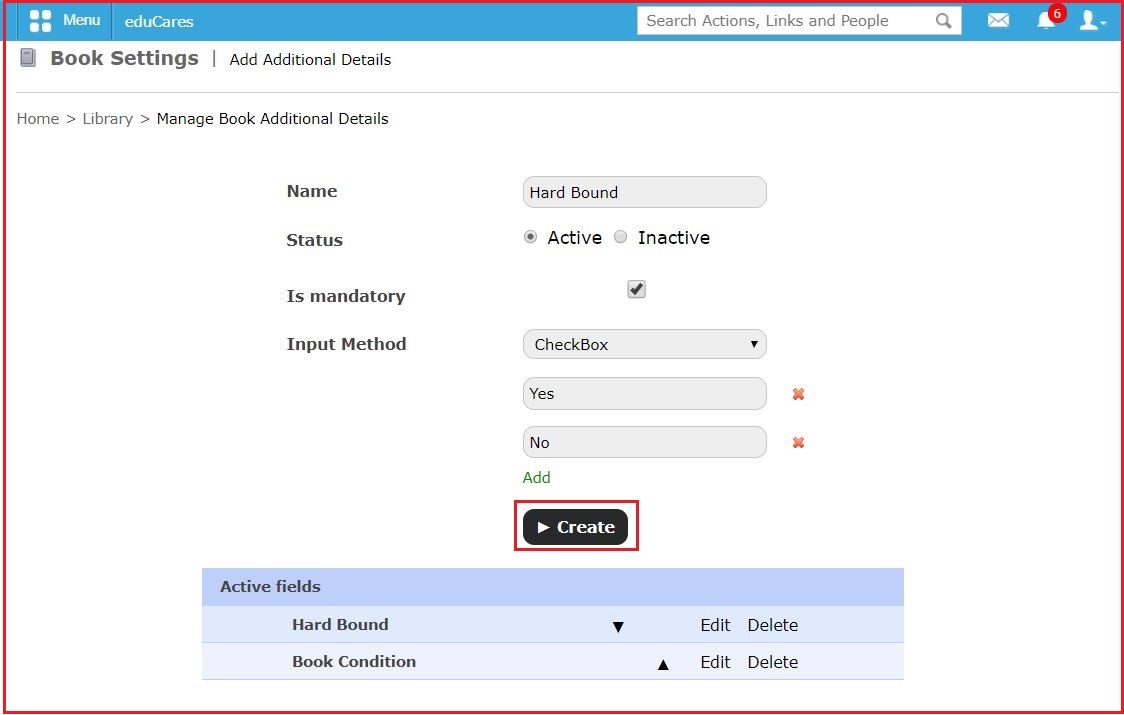 Menu eduCares Search Actions, Links and People 6
Book Settings | Add Additional Details
Home > Library > Manage Book Additional Details
Name Hard Bound
Status Active Inactive
Is mandatory
Input Method CheckBox
Yes
No
Add
Create
Active fields
Hard Bound Edit Delete
Book Condition Edit Delete